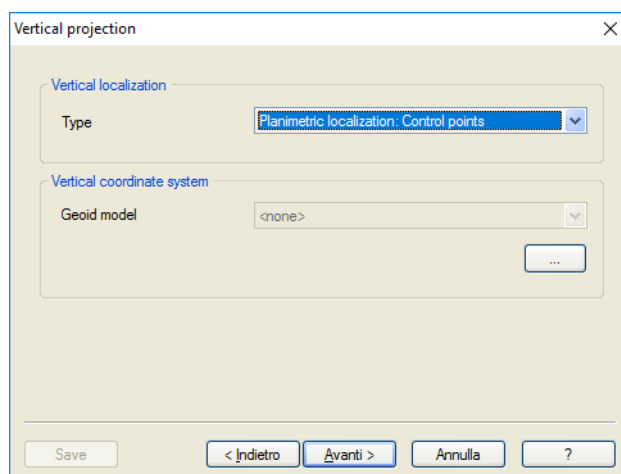 Vertical projection
Vertical localization
Type Planimetric localization: Control points
Vertical coordinate system
Geoid model <none>
...
Save < Indietro Avanti > Annulla ?